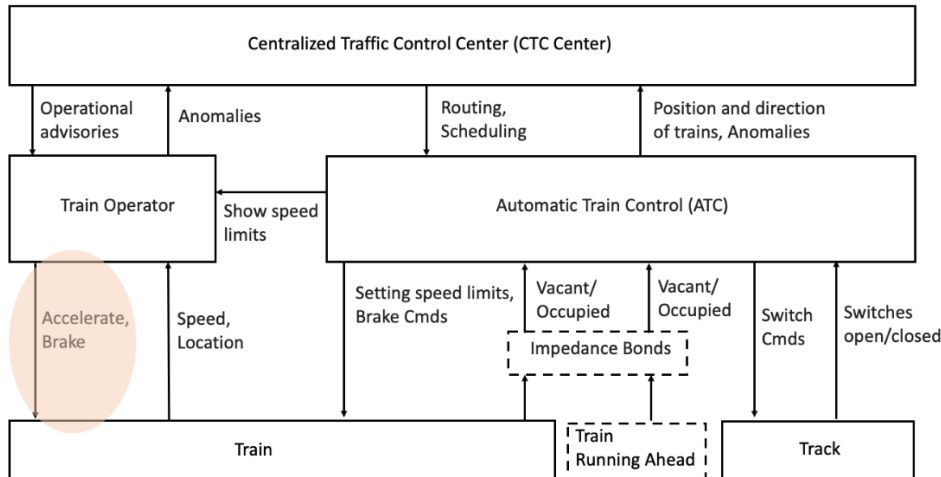 Centralized Traffic Control Center (CTC Center)
Operational
advisories
Anomalies
Routing,
Scheduling
Position and direction
of trains, Anomalies
Train Operator
Show speed
limits
Automatic Train Control (ATC)
Accelerate,
Brake
Speed,
Location
Setting speed limits,
Brake Cmds
Vacant/
Occupied
Vacant/
Occupied
Switch
Cmds
Switches
open/closed
Impedance Bonds
Train
Train
Running Ahead
Track